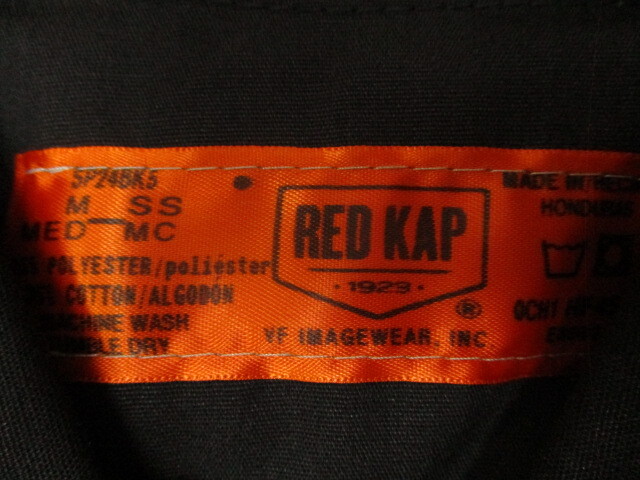 SP24BK5
M SS
MED MC
POLYESTER/poliéster
COTTON/ALGODÓN
MACHINE WASH
TUMBLE DRY
RED KAP
· 1923 ·
®
VF IMAGEWEAR, INC.
MADE IN/
HONDURAS